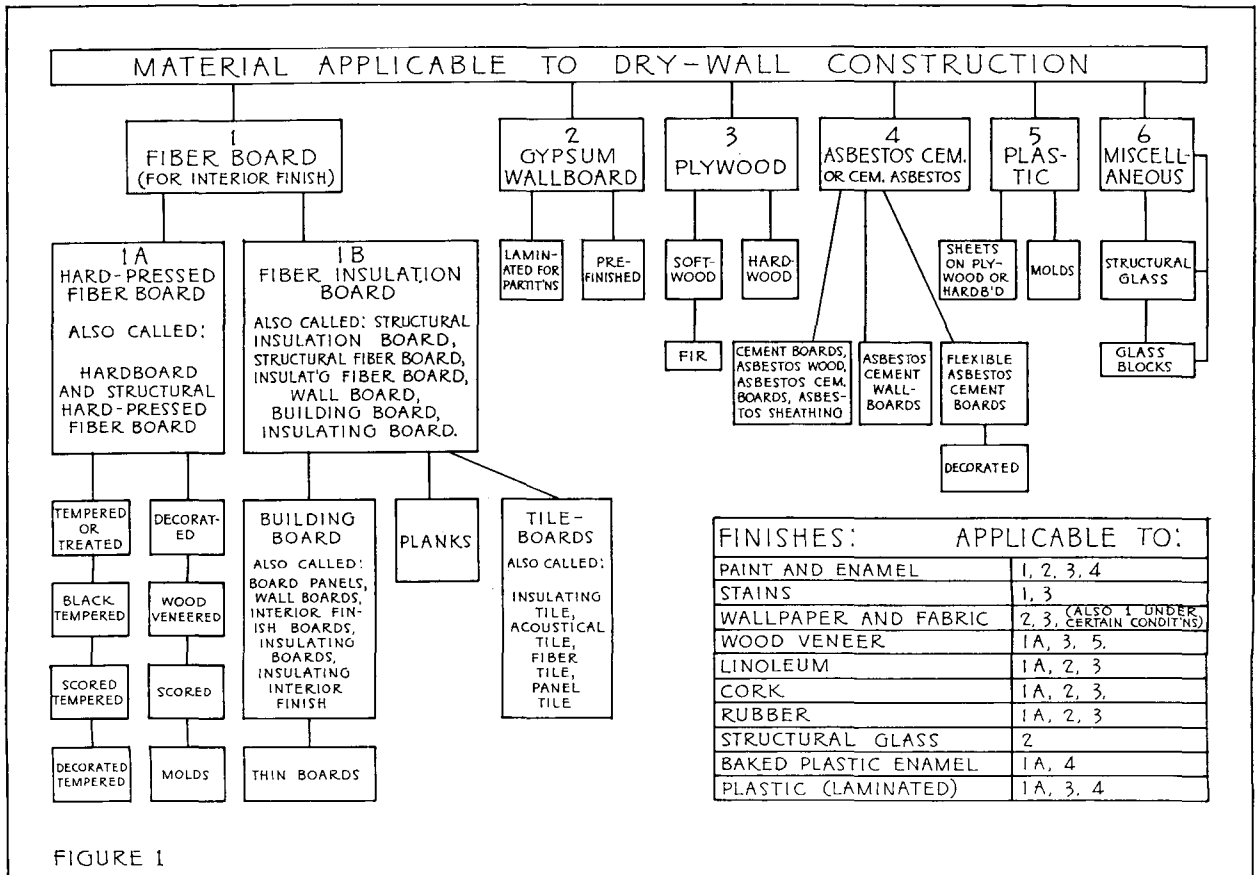 MATERIAL APPLICABLE TO DRY-WALL CONSTRUCTION
1
FIBER BOARD
(FOR INTERIOR FINISH)
2
GYPSUM
WALLBOARD
3
PLYWOOD
4
ASBESTOS CEM.
OR CEM. ASBESTOS
5
PLAS-
TIC
6
MISCELL-
ANEOUS
1A
HARD-PRESSED
FIBER BOARD
ALSO CALLED:
HARDBOARD
AND STRUCTURAL
HARD-PRESSED
FIBER BOARD
1B
FIBER INSULATION
BOARD
ALSO CALLED: STRUCTURAL
INSULATION BOARD,
STRUCTURAL FIBER BOARD,
INSULAT'G FIBER BOARD,
WALL BOARD,
BUILDING BOARD,
INSULATING BOARD.
LAMIN-
ATED FOR
PARTIT'NS
PRE-
FINISHED
SOFT-
WOOD
HARD-
WOOD
SHEETS
ON PLY-
WOOD OR
HARDB'D
MOLDS
STRUCTURAL
GLASS
FIR
CEMENT BOARDS,
ASBESTOS WOOD,
ASBESTOS CEM.
BOARDS, ASBES-
TOS SHEATHING
ASBESTOS
CEMENT
WALL-
BOARDS
FLEXIBLE
ASBESTOS
CEMENT
BOARDS
GLASS
BLOCKS
DECORATED
TEMPERED
OR
TREATED
DECORAT-
ED
BUILDING
BOARD
ALSO CALLED:
BOARD PANELS,
WALL BOARDS,
INTERIOR FIN-
ISH BOARDS,
INSULATING
BOARDS,
INSULATING
INTERIOR
FINISH
PLANKS
TILE-
BOARDS
ALSO CALLED:
INSULATING
TILE,
ACOUSTICAL
TILE,
FIBER
TILE,
PANEL
TILE
BLACK
TEMPERED
WOOD
VENEERED
SCORED
TEMPERED
SCORED
DECORATED
TEMPERED
MOLDS
THIN BOARDS
FINISHES: APPLICABLE TO:
PAINT AND ENAMEL 1, 2, 3, 4
STAINS 1, 3
WALLPAPER AND FABRIC 2, 3, (ALSO 1 UNDER CERTAIN CONDIT'NS)
WOOD VENEER 1A, 3, 5.
LINOLEUM 1A, 2, 3
CORK 1A, 2, 3.
RUBBER 1A, 2, 3
STRUCTURAL GLASS 2
BAKED PLASTIC ENAMEL 1A, 4
PLASTIC (LAMINATED) 1A, 3, 4
FIGURE 1